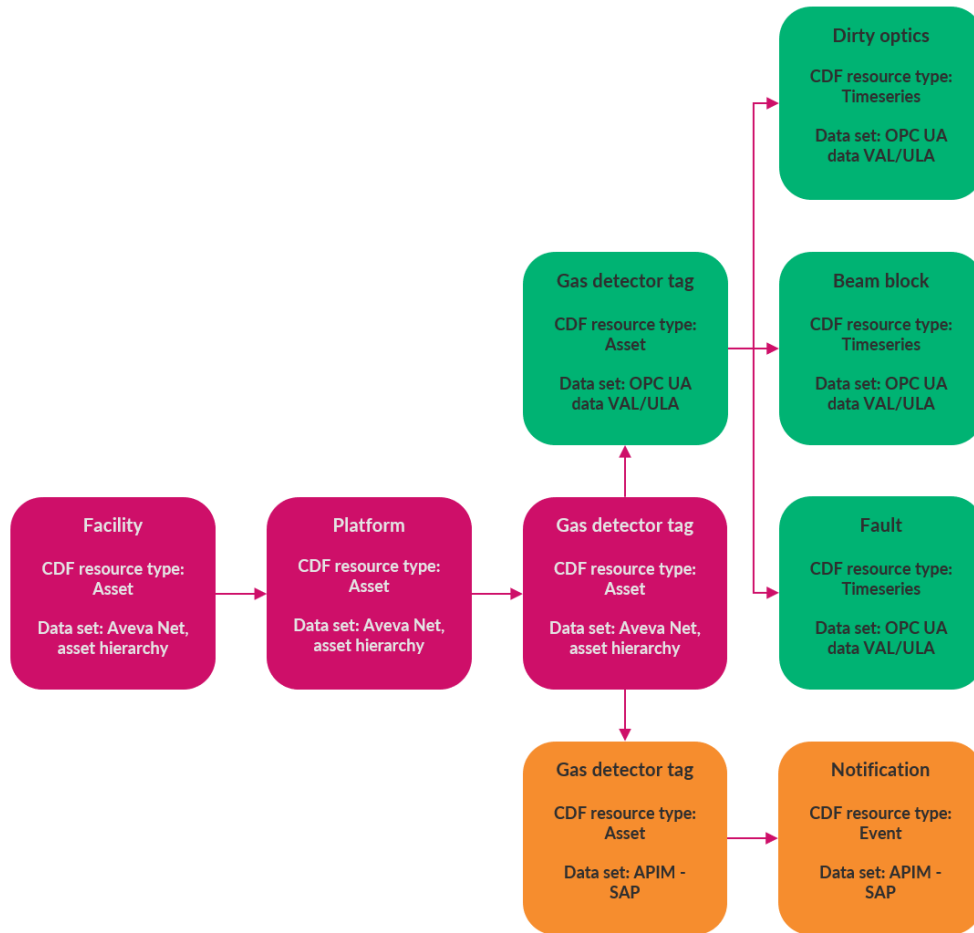 Dirty optics
CDF resource type:
Timeseries
Data set: OPC UA
data VAL/ULA
Gas detector tag
CDF resource type:
Asset
Data set: OPC UA
data VAL/ULA
Beam block
CDF resource type:
Timeseries
Data set: OPC UA
data VAL/ULA
Facility
CDF resource type:
Asset
Data set: Aveva Net,
asset hierarchy
Platform
CDF resource type:
Asset
Data set: Aveva Net,
asset hierarchy
Gas detector tag
CDF resource type:
Asset
Data set: Aveva Net,
asset hierarchy
Fault
CDF resource type:
Timeseries
Data set: OPC UA
data VAL/ULA
Gas detector tag
CDF resource type:
Asset
Data set: APIM -
SAP
Notification
CDF resource type:
Event
Data set: APIM -
SAP